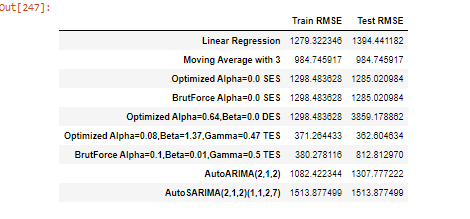 Out[247]:
Train RMSE Test RMSE
Linear Regression 1279.322346 1394.441182
Moving Average with 3 984.745917 984.745917
Optimized Alpha=0.0 SES 1298.483628 1285.020984
BrutForce Alpha=0.0 SES 1298.483628 1285.020984
Optimized Alpha=0.64,Beta=0.0 DES 1298.483628 3859.178862
Optimized Alpha=0.08,Beta=1.37,Gamma=0.47 TES 371.264433 362.604634
BrutForce Alpha=0.1,Beta=0.01,Gamma=0.5 TES 380.278116 812.812970
AutoARIMA(2,1,2) 1082.422344 1307.777222
AutoSARIMA(2,1,2)(1,1,2,7) 1513.877499 1513.877499